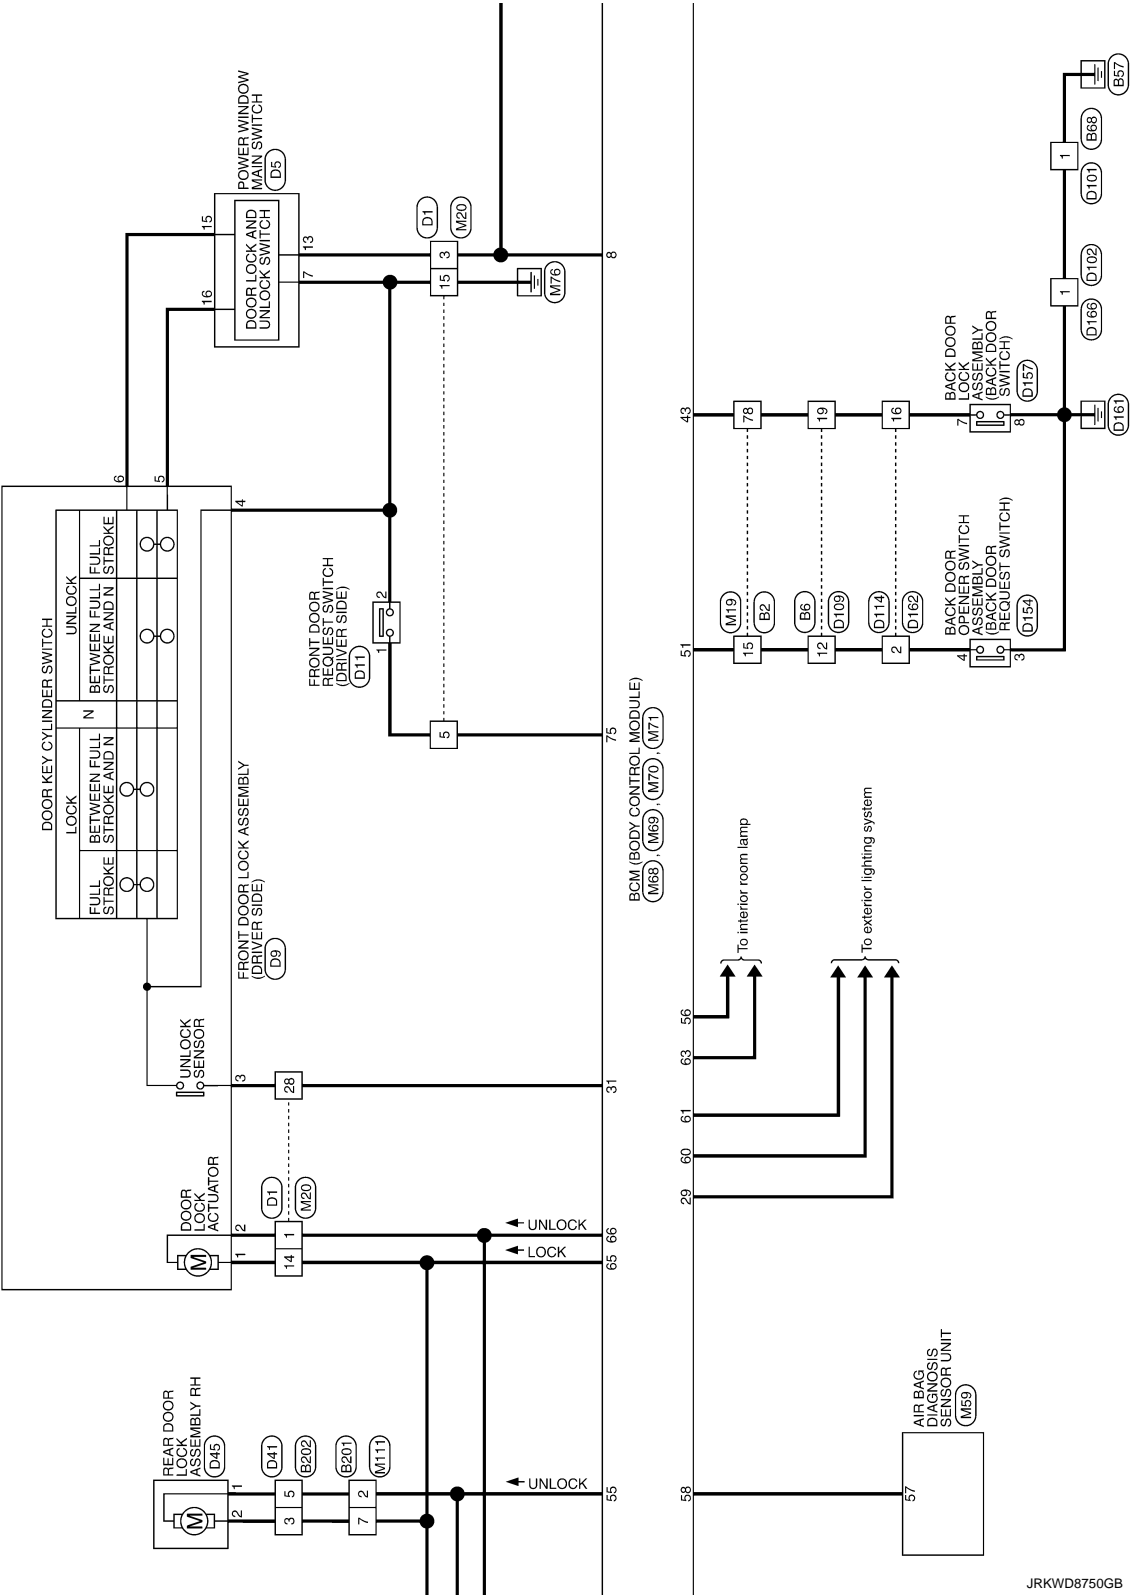 DOOR KEY CYLINDER SWITCH
LOCK
N
UNLOCK
FULL
STROKE
BETWEEN FULL
STROKE AND N
BETWEEN FULL
STROKE AND N
FULL
STROKE
6
5
4
15
16
POWER WINDOW
MAIN SWITCH
D5
DOOR LOCK AND
UNLOCK SWITCH
13
7
D1
M20
3
15
M76
8
FRONT DOOR
REQUEST SWITCH
(DRIVER SIDE)
D11
1
2
5
75
FRONT DOOR LOCK ASSEMBLY
(DRIVER SIDE)
D9
UNLOCK
SENSOR
3
28
31
DOOR
LOCK
ACTUATOR
M
2
1
D1
M20
1
14
UNLOCK
LOCK
66
65
REAR DOOR
LOCK
ASSEMBLY RH
D45
M
1
2
D41
B202
5
3
B201
M111
2
7
UNLOCK
55
BCM (BODY CONTROL MODULE)
M68 , M69 , M70 , M71
58
57
AIR BAG
DIAGNOSIS
SENSOR UNIT
M59
29
60
61
63
56
To interior room lamp
To exterior lighting system
51
43
M19
B2
15
78
B6
D109
12
19
D114
D162
2
16
BACK DOOR
OPENER SWITCH
ASSEMBLY
(BACK DOOR
REQUEST SWITCH)
D154
4
3
BACK DOOR
LOCK
ASSEMBLY
(BACK DOOR
SWITCH)
D157
7
8
D161
D166
D102
1
D101
B68
1
B57
JRKWD8750GB